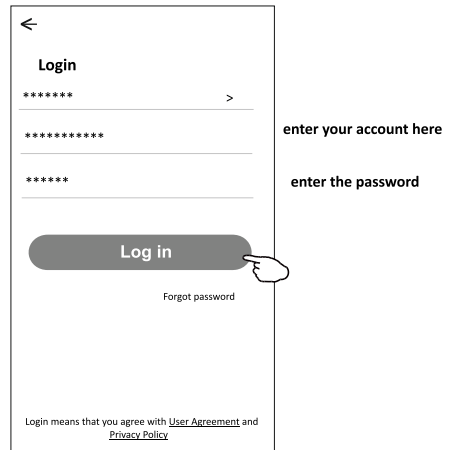 Login
******* >
enter your account here
***********
enter the password
******
Log in
Forgot password
Login means that you agree with User Agreement and
Privacy Policy